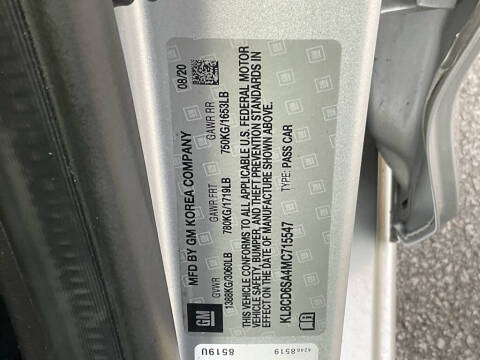 GM
MFD BY GM KOREA COMPANY 08/20
GVWR GAWR FRT GAWR RR
1388KG/3060LB 780KG/1719LB 750KG/1653LB
THIS VEHICLE CONFORMS TO ALL APPLICABLE U.S. FEDERAL MOTOR
VEHICLE SAFETY, BUMPER, AND THEFT PREVENTION STANDARDS IN
EFFECT ON THE DATE OF MANUFACTURE SHOWN ABOVE.
KL8CD6SA4MC715547 TYPE: PASS CAR
8519U 42468519